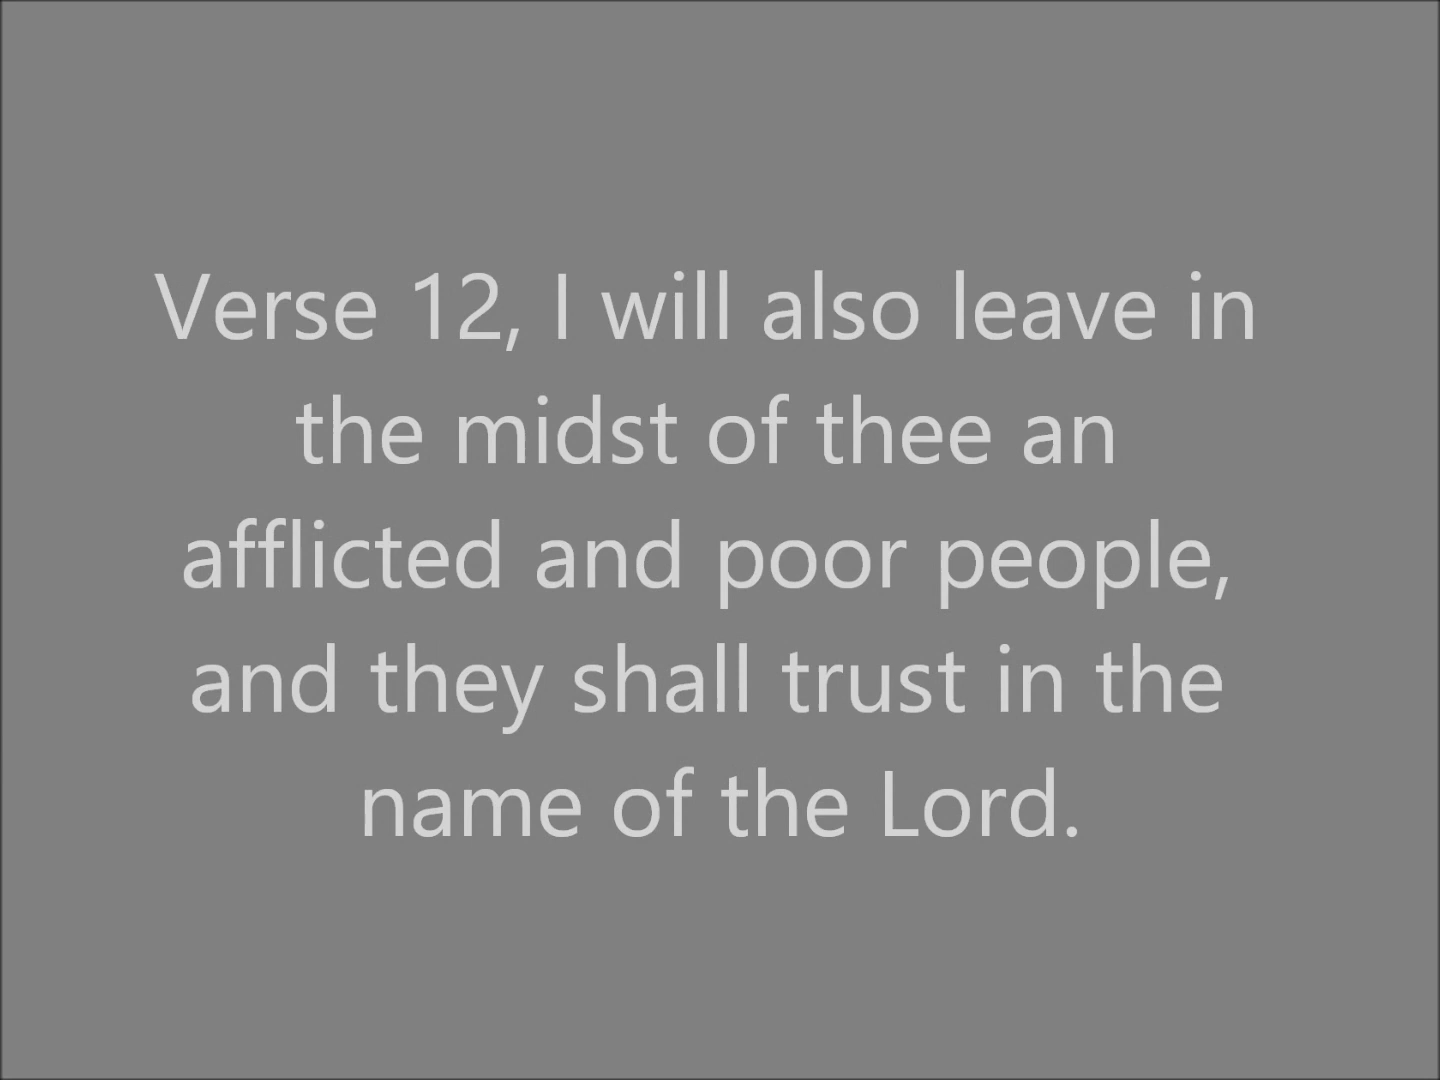 Verse 12, I will also leave in
the midst of thee an
afflicted and poor people,
and they shall trust in the
name of the Lord.